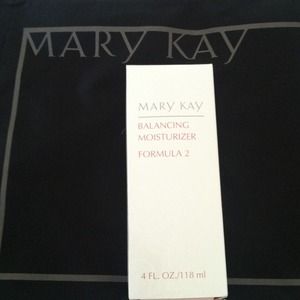 MARY KAY
MARY KAY
BALANCING
MOISTURIZER
FORMULA 2
4 FL. OZ./118 ml